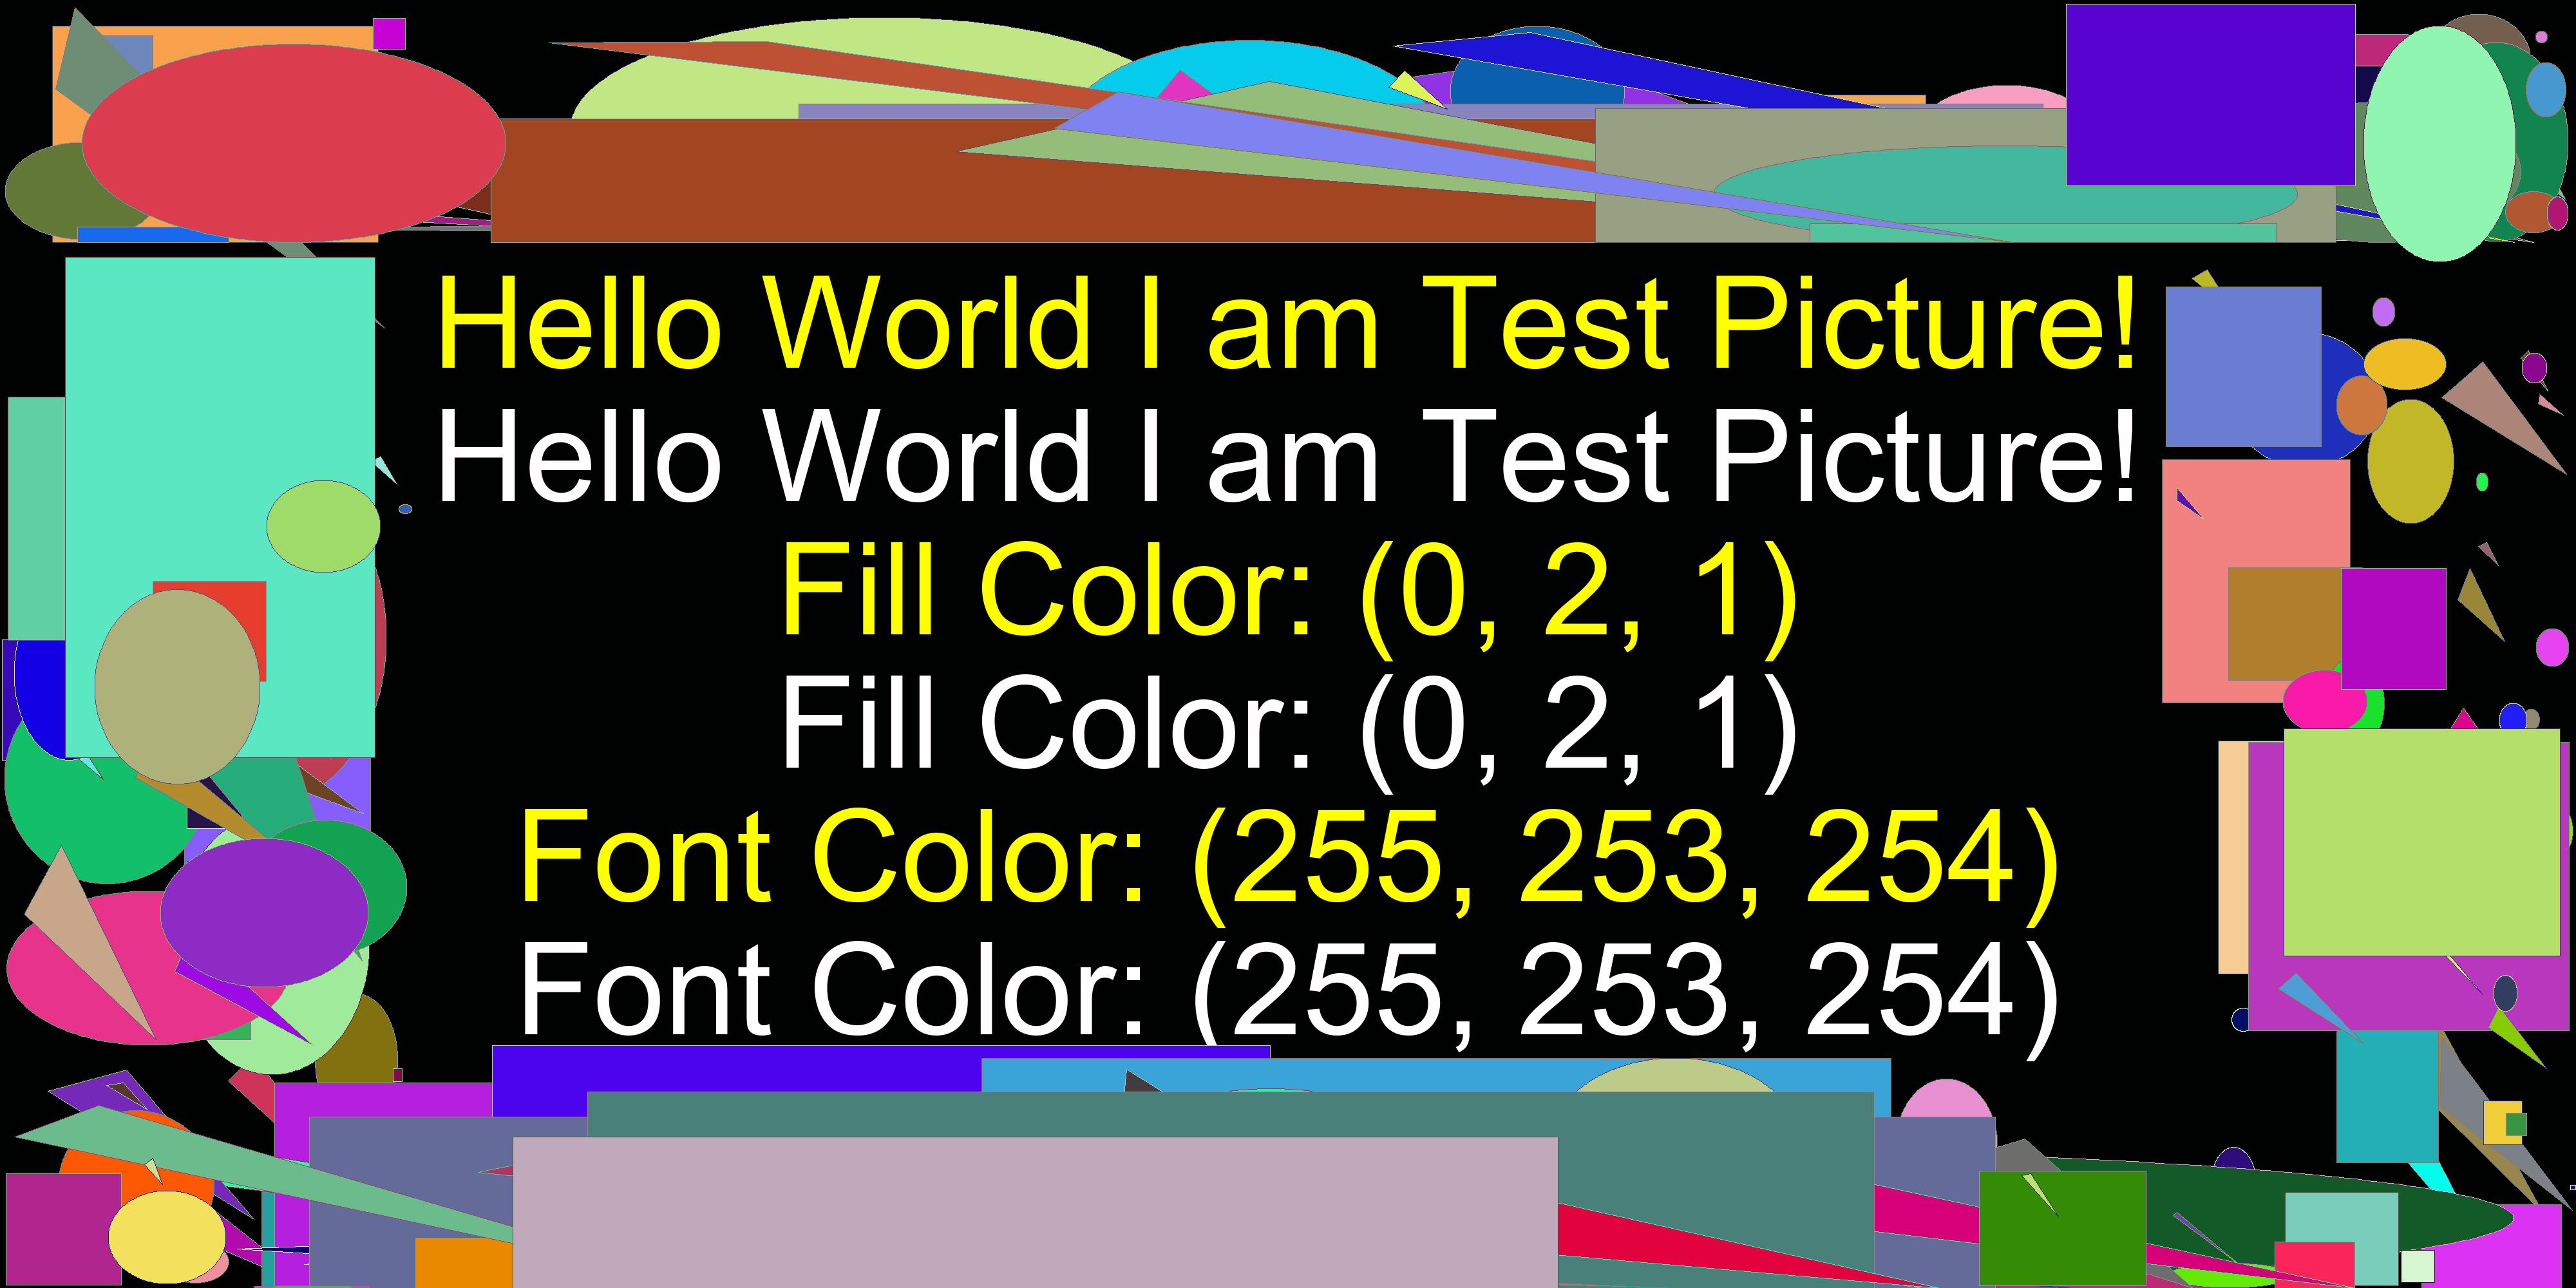 Hello World I am Test Picture!
Hello World I am Test Picture!
Fill Color: (0, 2, 1)
Fill Color: (0, 2, 1)
Font Color: (255, 253, 254)
Font Color: (255, 253, 254)